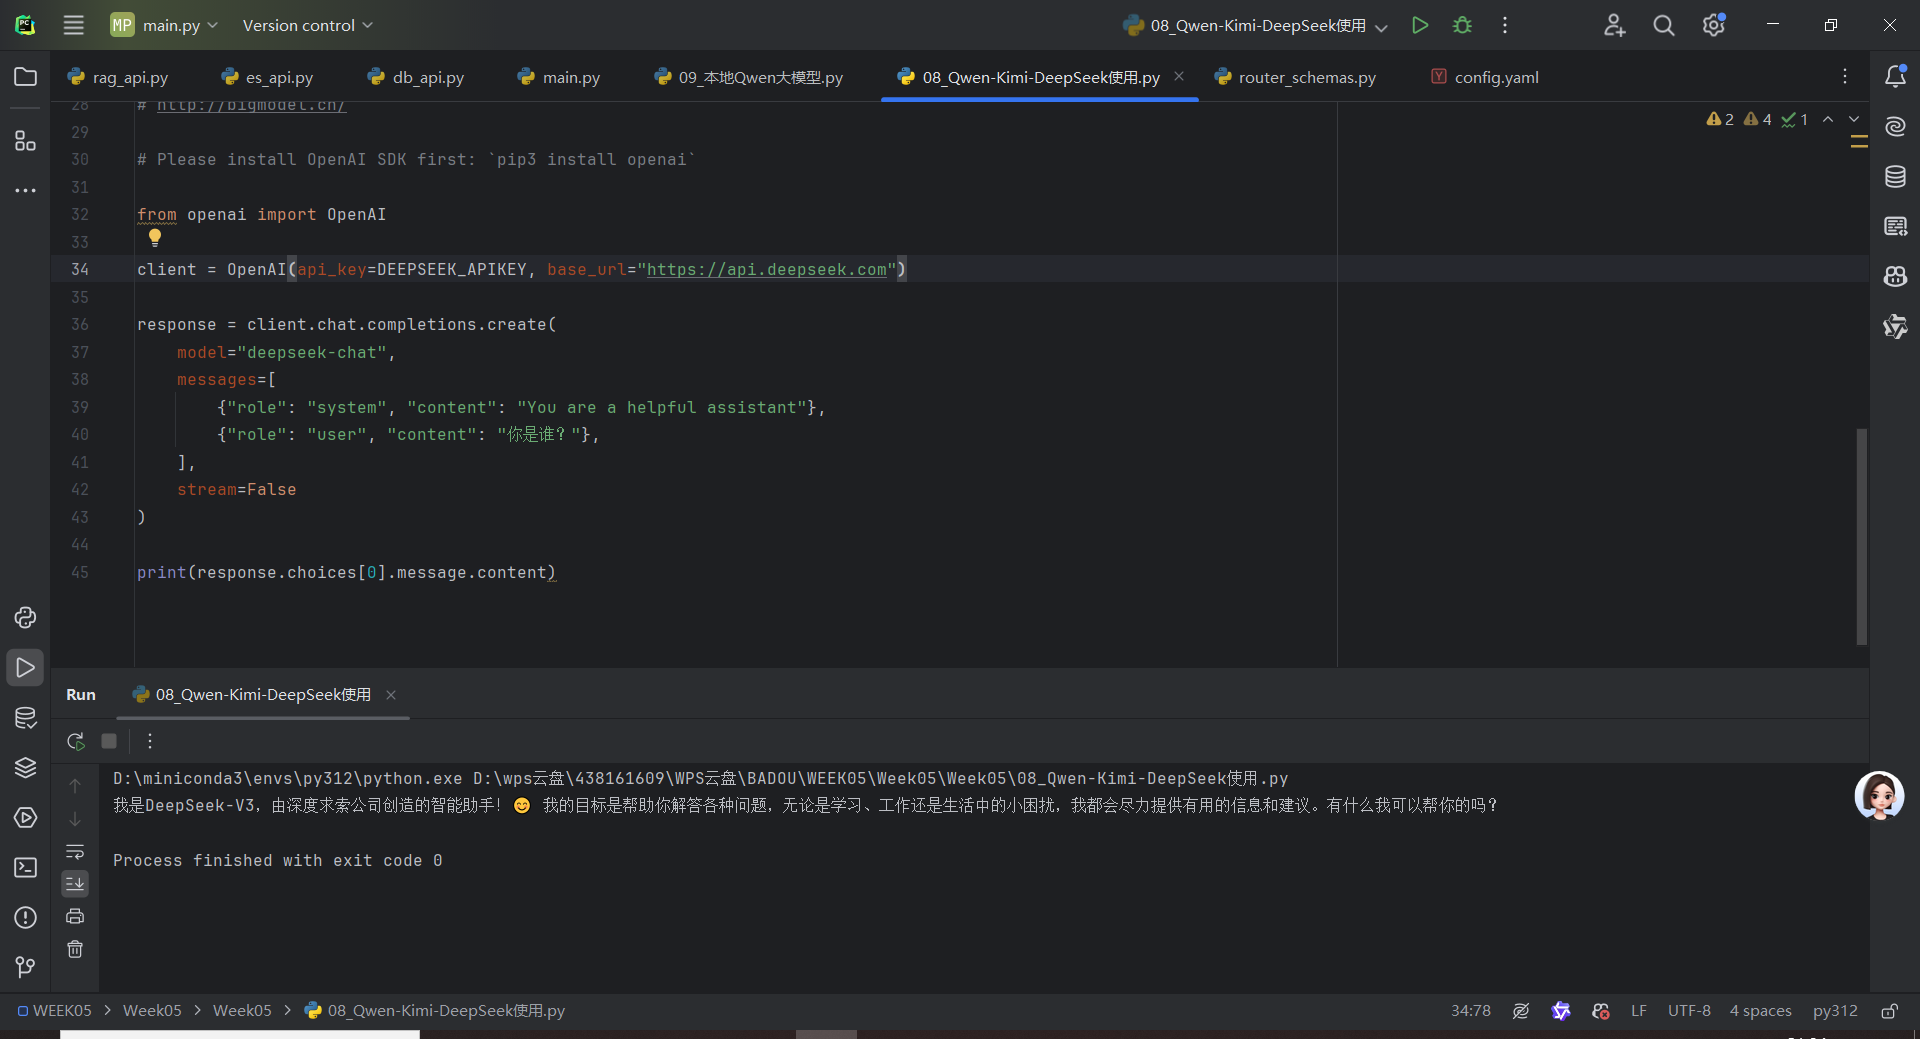 MP main.py Version control 08_Qwen-Kimi-DeepSeek使用
rag_api.py es_api.py db_api.py main.py 09_本地Qwen大模型.py 08_Qwen-Kimi-DeepSeek使用.py router_schemas.py Y config.yaml
28 # http://bigmodel.cn/
2 4 1
29
30 # Please install OpenAI SDK first: `pip3 install openai`
31
32 from openai import OpenAI
33
34 client = OpenAI(api_key=DEEPSEEK_APIKEY, base_url="https://api.deepseek.com")
35
36 response = client.chat.completions.create(
37 model="deepseek-chat",
38 messages=[
39 {"role": "system", "content": "You are a helpful assistant"},
40 {"role": "user", "content": "你是谁？"},
41 ],
42 stream=False
43 )
44
45 print(response.choices[0].message.content)
Run 08_Qwen-Kimi-DeepSeek使用
D:\miniconda3\envs\py312\python.exe D:\wps云盘\438161609\WPS云盘\BADOU\WEEK05\Week05\Week05\08_Qwen-Kimi-DeepSeek使用.py
我是DeepSeek-V3，由深度求索公司创造的智能助手！😊 我的目标是帮助你解答各种问题，无论是学习、工作还是生活中的小困扰，我都会尽力提供有用的信息和建议。有什么我可以帮你的吗？
Process finished with exit code 0
WEEK05 > Week05 > Week05 > 08_Qwen-Kimi-DeepSeek使用.py 34:78 LF UTF-8 4 spaces py312